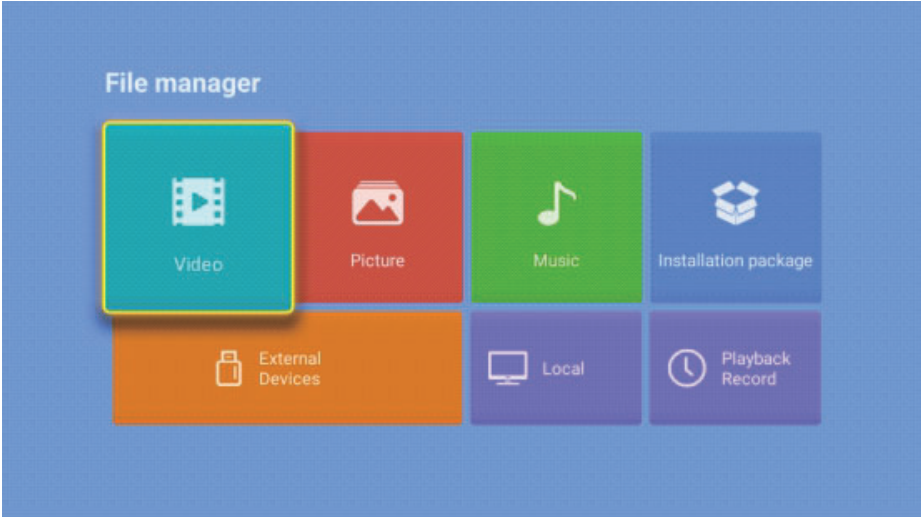 File manager
Video
Picture
Music
Installation package
External
Devices
Local
Playback
Record